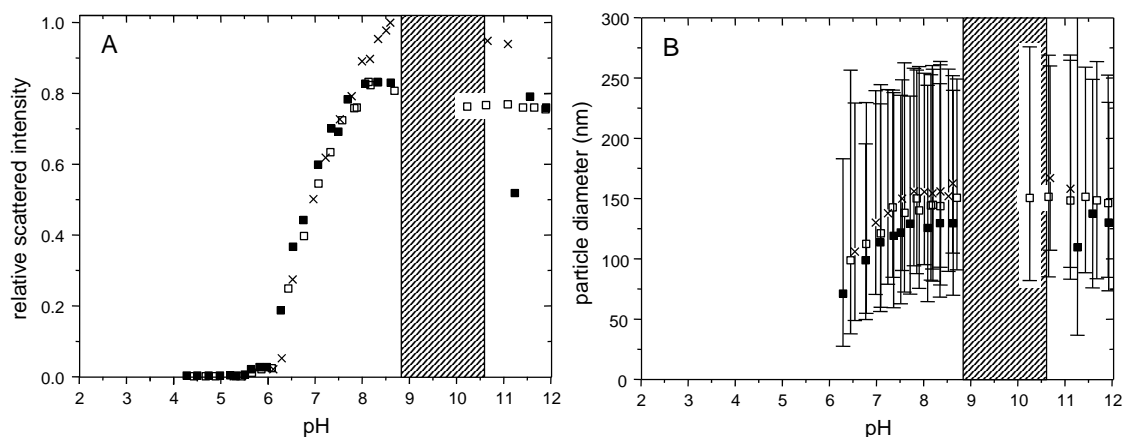 A
relative scattered intensity
1.0
0.8
0.6
0.4
0.2
0.0
2 3 4 5 6 7 8 9 10 11 12
pH
B
particle diameter (nm)
300
250
200
150
100
50
0
2 3 4 5 6 7 8 9 10 11 12
pH